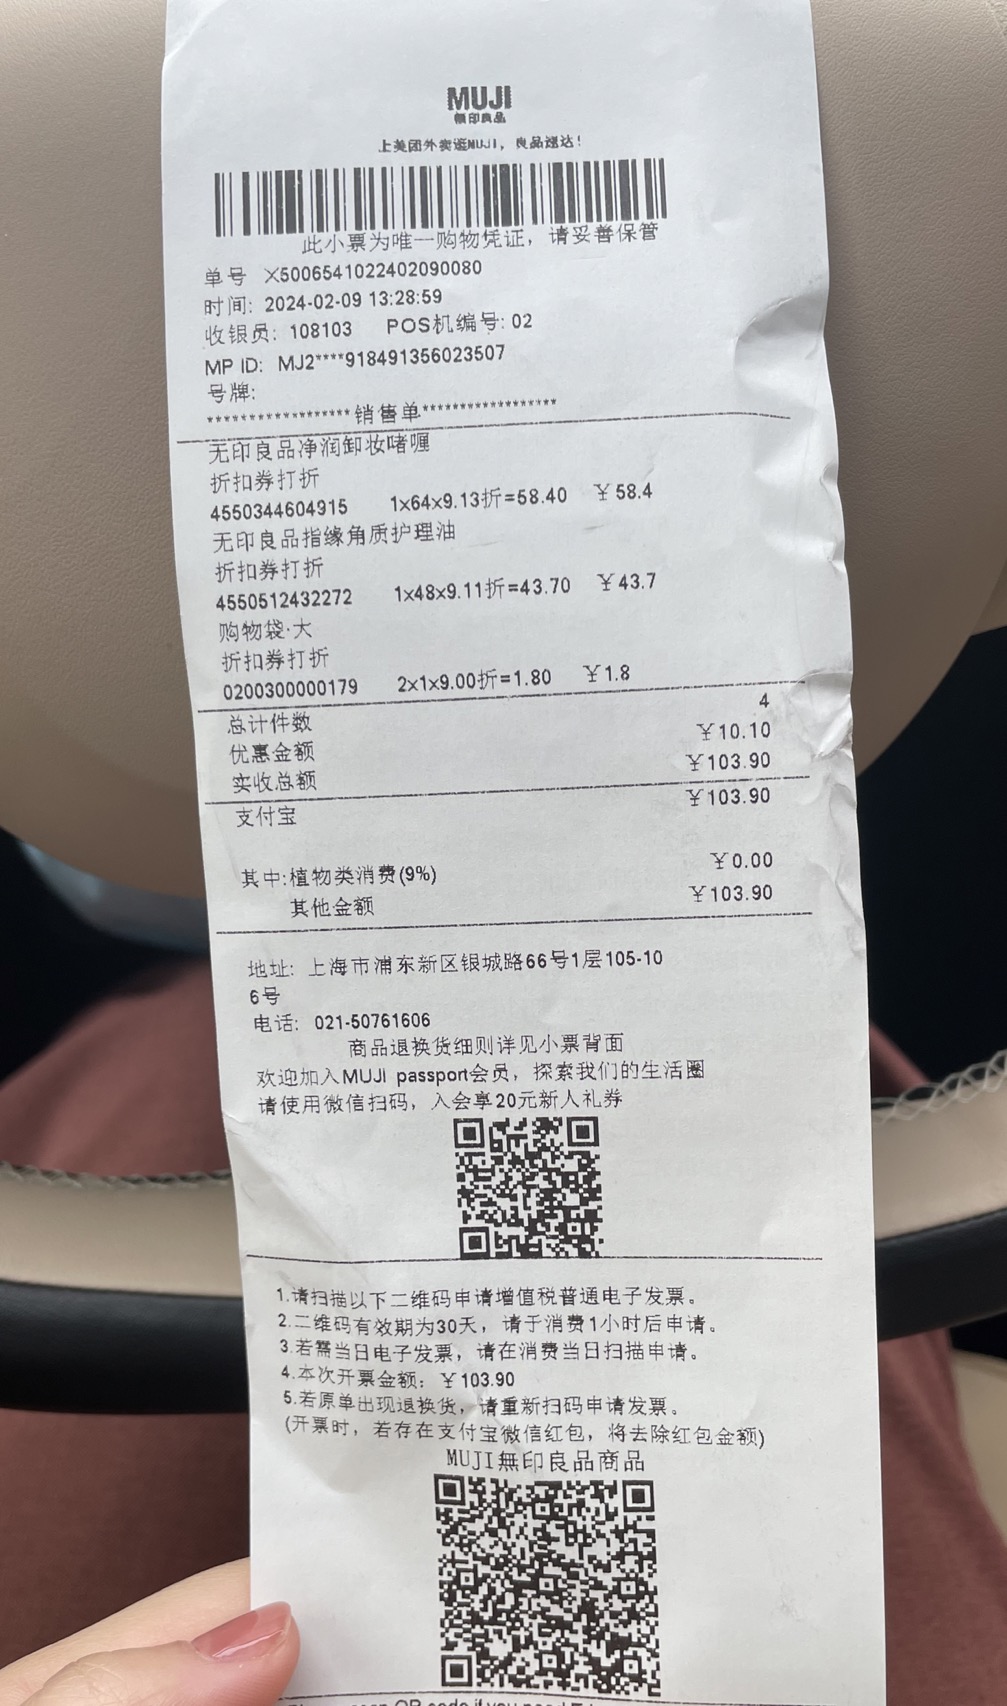 MUJI
無印良品
上美团外卖逛MUJI，良品速达！
此小票为唯一购物凭证，请妥善保管
单号 X5006541022402090080
时间: 2024-02-09 13:28:59
收银员: 108103 POS机编号: 02
MP ID: MJ2****918491356023507
号牌:
******************销售单*****************
无印良品净润卸妆啫喱
折扣券打折
4550344604915 1x64x9.13折=58.40 ￥58.4
无印良品指缘角质护理油
折扣券打折
4550512432272 1x48x9.11折=43.70 ￥43.7
购物袋·大
折扣券打折
0200300000179 2x1x9.00折=1.80 ￥1.8
总计件数 4
优惠金额 ￥10.10
实收总额 ￥103.90
支付宝 ￥103.90
其中:植物类消费(9%) ￥0.00
其他金额 ￥103.90
地址: 上海市浦东新区银城路66号1层105-10
6号
电话: 021-50761606
商品退换货细则详见小票背面
欢迎加入MUJI passport会员，探索我们的生活圈
请使用微信扫码，入会享20元新人礼券
1.请扫描以下二维码申请增值税普通电子发票。
2.二维码有效期为30天，请于消费1小时后申请。
3.若需当日电子发票，请在消费当日扫描申请。
4.本次开票金额: ￥103.90
5.若原单出现退换货，请重新扫码申请发票。
(开票时，若存在支付宝微信红包，将去除红包金额)
MUJI無印良品商品
QR code if you need